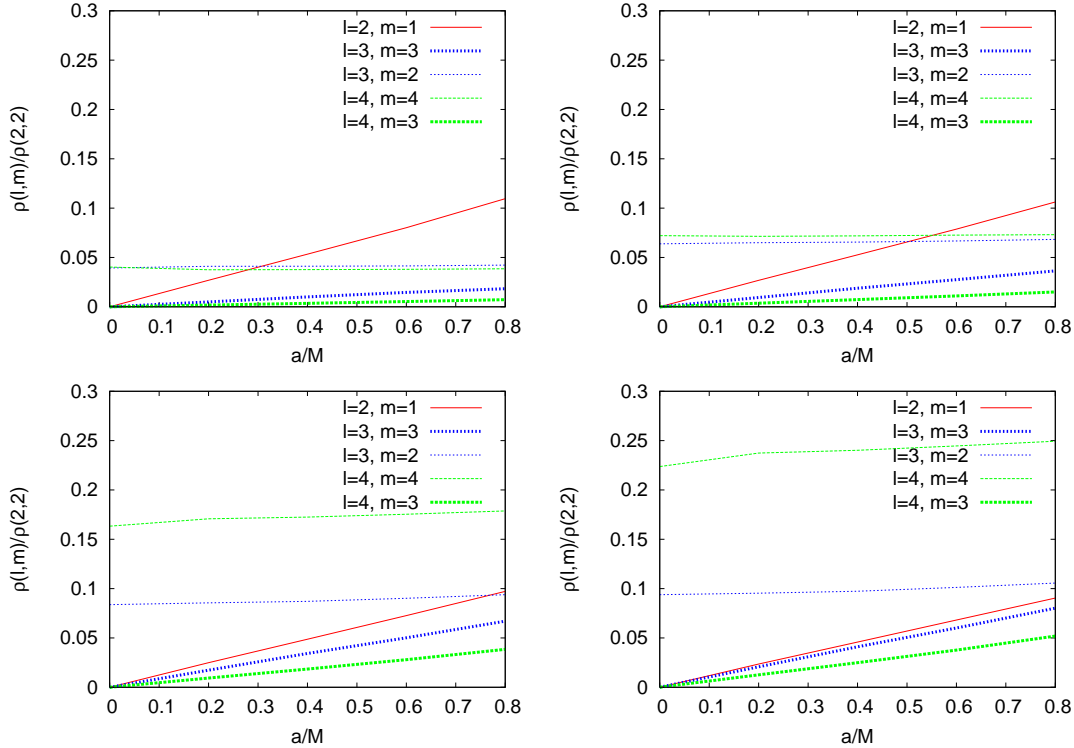 0.3
0.25
0.2
0.15
0.1
0.05
0
ρ(l,m)/ρ(2,2)
l=2, m=1
l=3, m=3
l=3, m=2
l=4, m=4
l=4, m=3
0 0.1 0.2 0.3 0.4 0.5 0.6 0.7 0.8
a/M
0.3
0.25
0.2
0.15
0.1
0.05
0
ρ(l,m)/ρ(2,2)
l=2, m=1
l=3, m=3
l=3, m=2
l=4, m=4
l=4, m=3
0 0.1 0.2 0.3 0.4 0.5 0.6 0.7 0.8
a/M
0.3
0.25
0.2
0.15
0.1
0.05
0
ρ(l,m)/ρ(2,2)
l=2, m=1
l=3, m=3
l=3, m=2
l=4, m=4
l=4, m=3
0 0.1 0.2 0.3 0.4 0.5 0.6 0.7 0.8
a/M
0.3
0.25
0.2
0.15
0.1
0.05
0
ρ(l,m)/ρ(2,2)
l=2, m=1
l=3, m=3
l=3, m=2
l=4, m=4
l=4, m=3
0 0.1 0.2 0.3 0.4 0.5 0.6 0.7 0.8
a/M